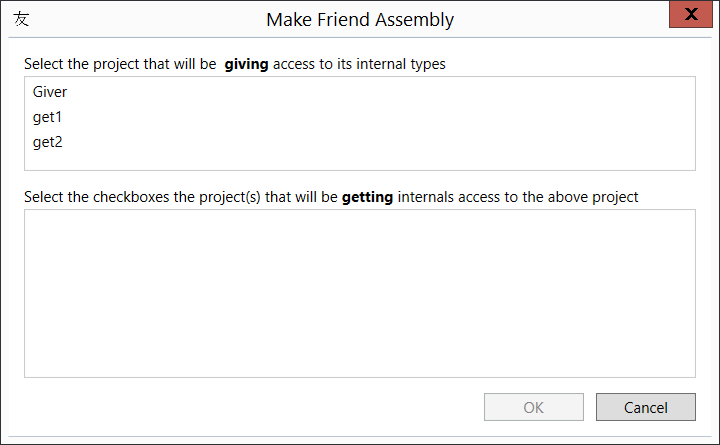 友 Make Friend Assembly X
Select the project that will be  giving access to its internal types
Giver
get1
get2
Select the checkboxes the project(s) that will be getting internals access to the above project
OK Cancel